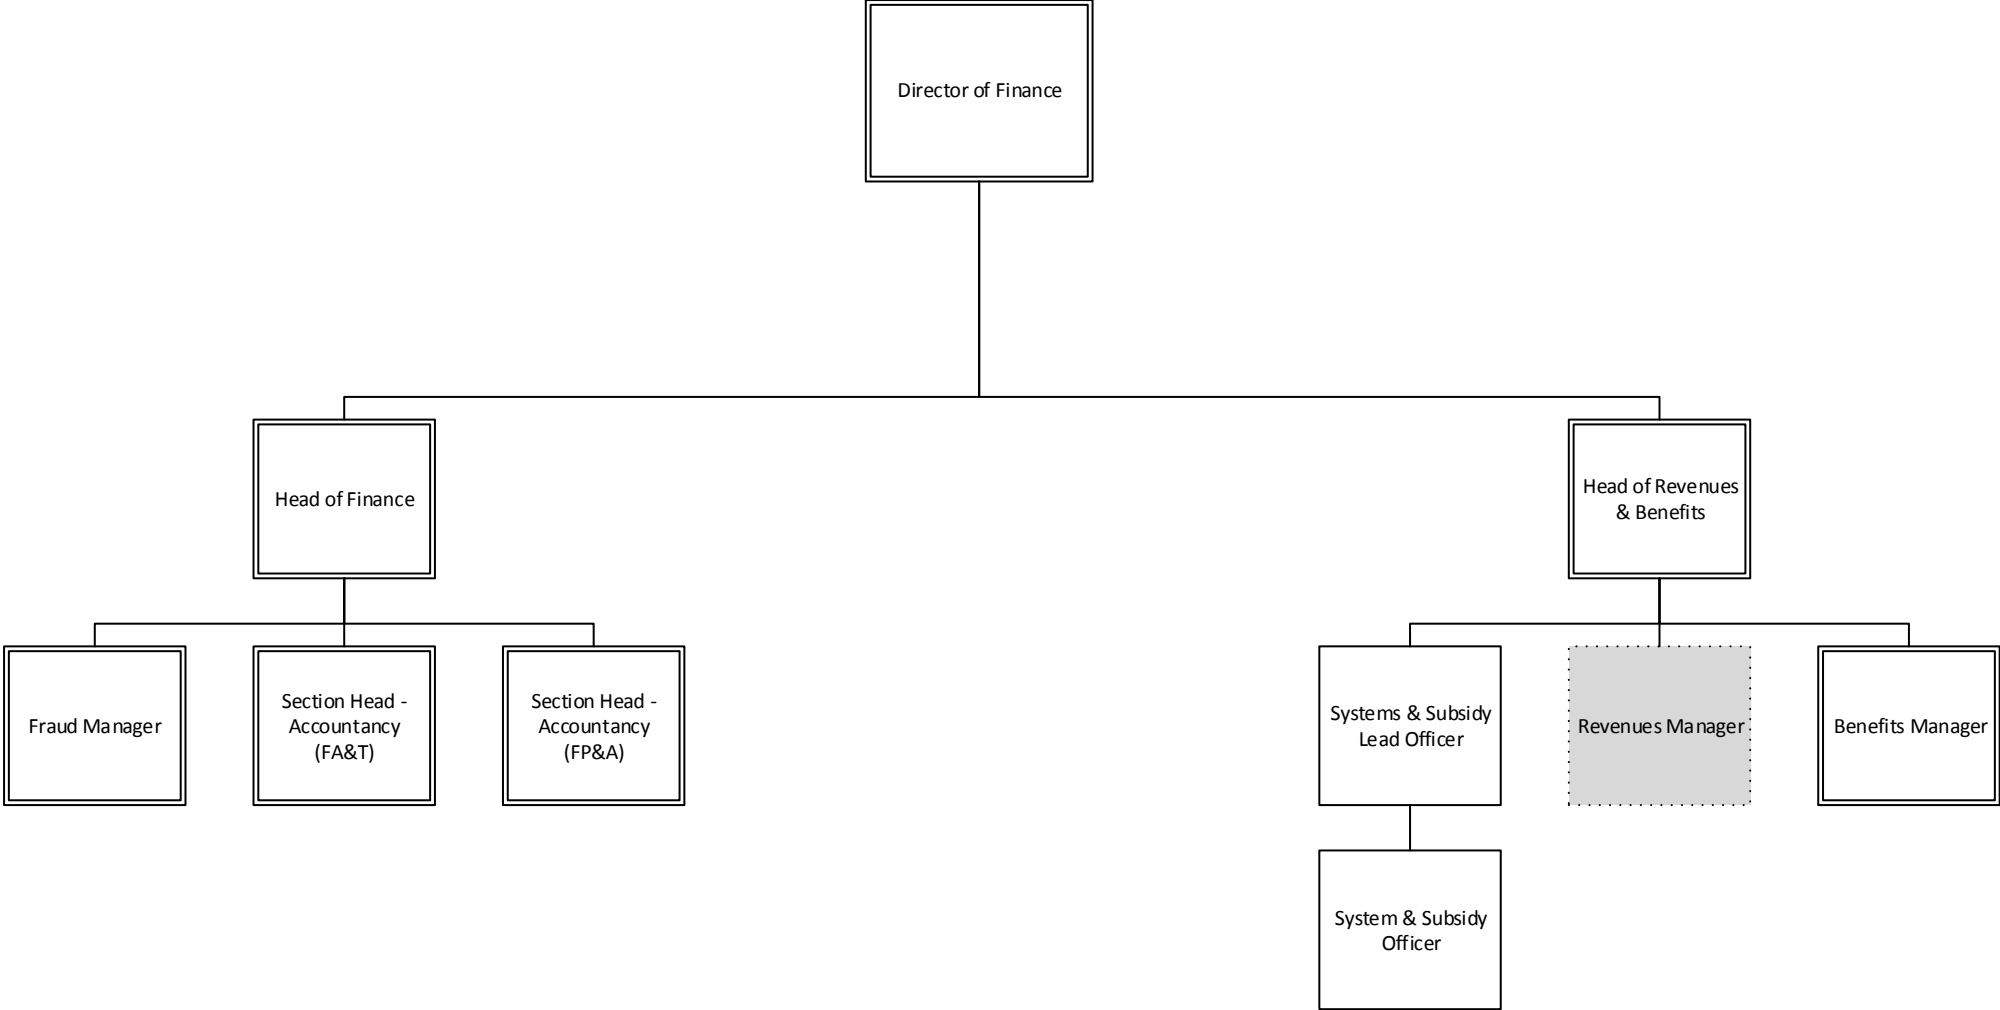 Director of Finance
Head of Finance
Head of Revenues
& Benefits
Fraud Manager
Section Head -
Accountancy
(FA&T)
Section Head -
Accountancy
(FP&A)
Systems & Subsidy
Lead Officer
Revenues Manager
Benefits Manager
System & Subsidy
Officer